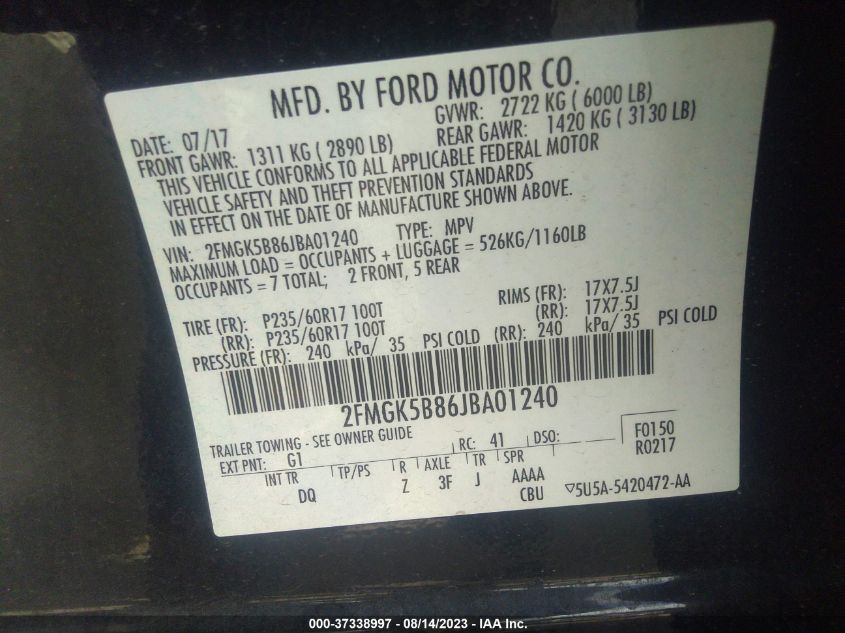 MFD. BY FORD MOTOR CO.
DATE: 07/17
GVWR: 2722 KG ( 6000 LB)
FRONT GAWR: 1311 KG ( 2890 LB)
REAR GAWR: 1420 KG ( 3130 LB)
THIS VEHICLE CONFORMS TO ALL APPLICABLE FEDERAL MOTOR
VEHICLE SAFETY AND THEFT PREVENTION STANDARDS
IN EFFECT ON THE DATE OF MANUFACTURE SHOWN ABOVE.
VIN: 2FMGK5B86JBA01240 TYPE: MPV
MAXIMUM LOAD = OCCUPANTS + LUGGAGE = 526KG/1160LB
OCCUPANTS = 7 TOTAL; 2 FRONT, 5 REAR
TIRE (FR): P235/60R17 100T RIMS (FR): 17X7.5J
(RR): P235/60R17 100T (RR): 17X7.5J
PRESSURE (FR): 240 kPa/ 35 PSI COLD (RR): 240 kPa/ 35 PSI COLD
2FMGK5B86JBA01240
TRAILER TOWING - SEE OWNER GUIDE
EXT PNT: G1 RC: 41 DSO: F0150
R0217
INT TR TP/PS R AXLE TR SPR
DQ Z 3F J AAAA
CBU ▽5U5A-5420472-AA
000-37338997 - 08/14/2023 - IAA Inc.